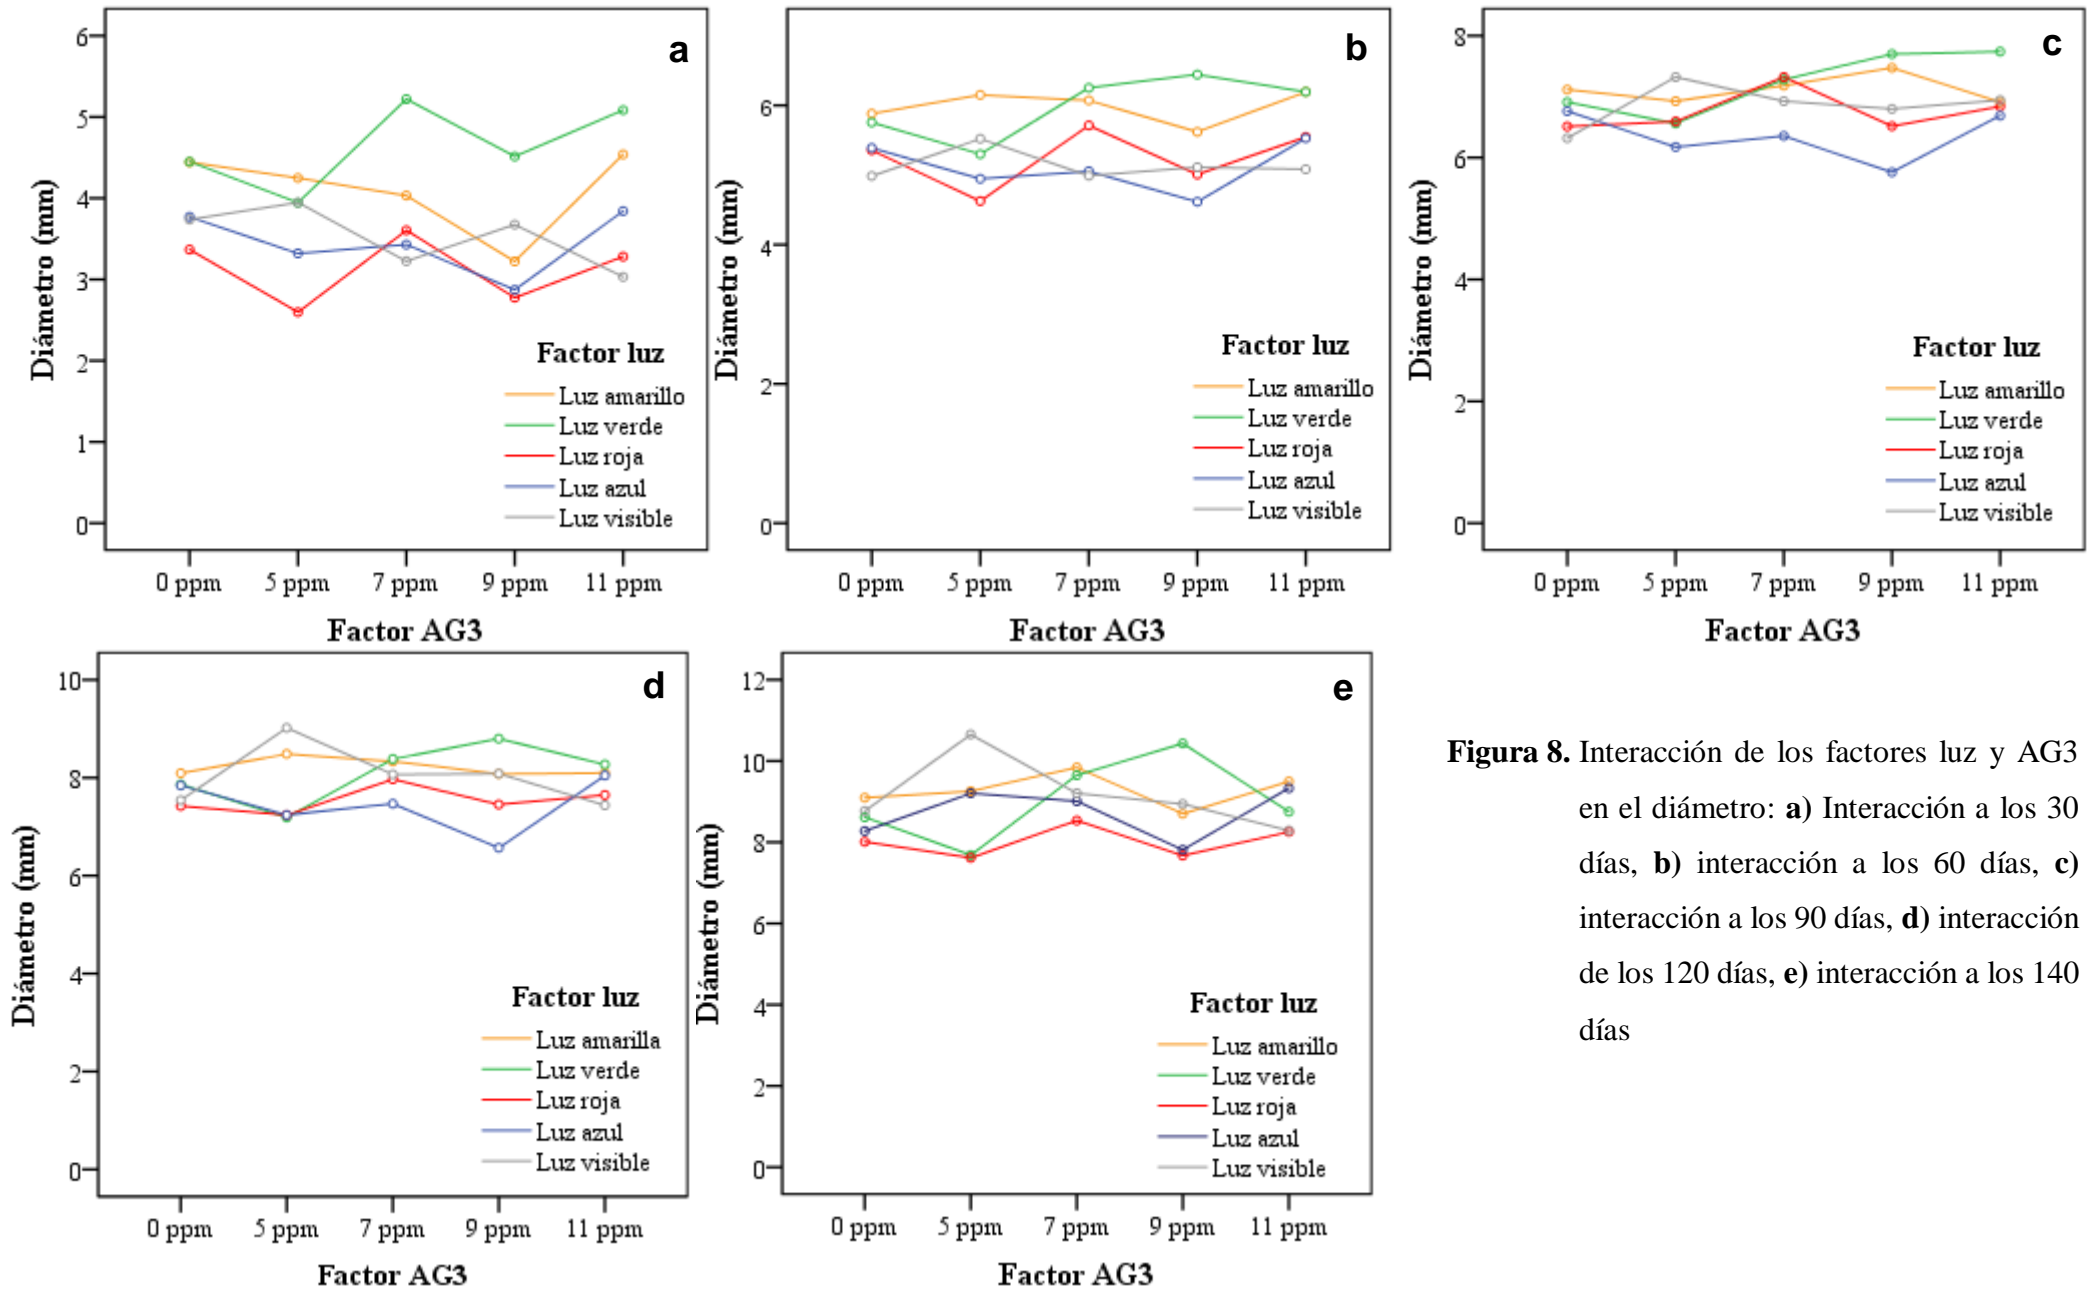 a
6
5
4
3
2
1
0
Diámetro (mm)
Factor luz
Luz amarillo
Luz verde
Luz roja
Luz azul
Luz visible
0 ppm 5 ppm 7 ppm 9 ppm 11 ppm
Factor AG3
b
6
4
2
0
Diámetro (mm)
Factor luz
Luz amarillo
Luz verde
Luz roja
Luz azul
Luz visible
0 ppm 5 ppm 7 ppm 9 ppm 11 ppm
Factor AG3
c
8
6
4
2
0
Diámetro (mm)
Factor luz
Luz amarillo
Luz verde
Luz roja
Luz azul
Luz visible
0 ppm 5 ppm 7 ppm 9 ppm 11 ppm
Factor AG3
d
10
8
6
4
2
0
Diámetro (mm)
Factor luz
Luz amarilla
Luz verde
Luz roja
Luz azul
Luz visible
0 ppm 5 ppm 7 ppm 9 ppm 11 ppm
Factor AG3
e
12
10
8
6
4
2
0
Diámetro (mm)
Factor luz
Luz amarillo
Luz verde
Luz roja
Luz azul
Luz visible
0 ppm 5 ppm 7 ppm 9 ppm 11 ppm
Factor AG3
Figura 8. Interacción de los factores luz y AG3
en el diámetro: a) Interacción a los 30
días, b) interacción a los 60 días, c)
interacción a los 90 días, d) interacción
de los 120 días, e) interacción a los 140
días